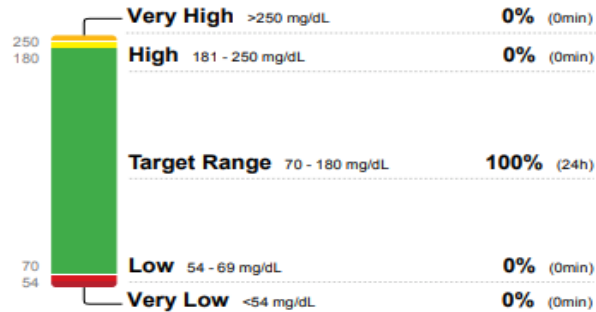 Very High >250 mg/dL 0% (0min)
250
180
High 181 - 250 mg/dL 0% (0min)
Target Range 70 - 180 mg/dL 100% (24h)
70
54
Low 54 - 69 mg/dL 0% (0min)
Very Low <54 mg/dL 0% (0min)